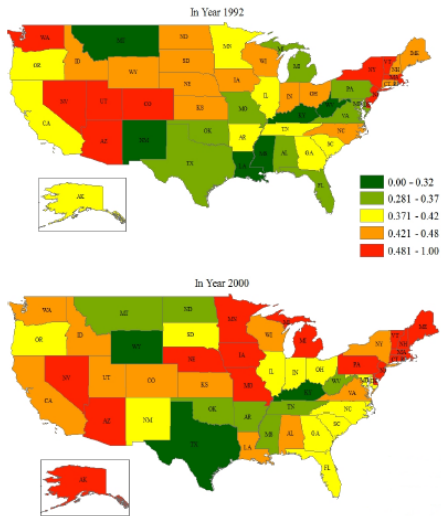 In Year 1992
WA
MT
ND
MN
OR
ID
SD
WI
MI
NY
VT
ME
WY
IA
NE
PA
NV
UT
CO
IL
IN
OH
CA
KS
MO
KY
VA
AZ
NM
OK
AR
TN
NC
SC
TX
LA
MS
AL
GA
FL
AK
0.00 - 0.32
0.281 - 0.37
0.371 - 0.42
0.421 - 0.48
0.481 - 1.00
In Year 2000
WA
MT
ND
MN
OR
ID
SD
WI
MI
NY
VT
NH
ME
MA
WY
IA
NE
PA
NV
UT
CO
IL
IN
OH
WV
CA
KS
MO
KY
VA
AZ
NM
OK
AR
TN
NC
SC
TX
LA
MS
AL
GA
FL
AK